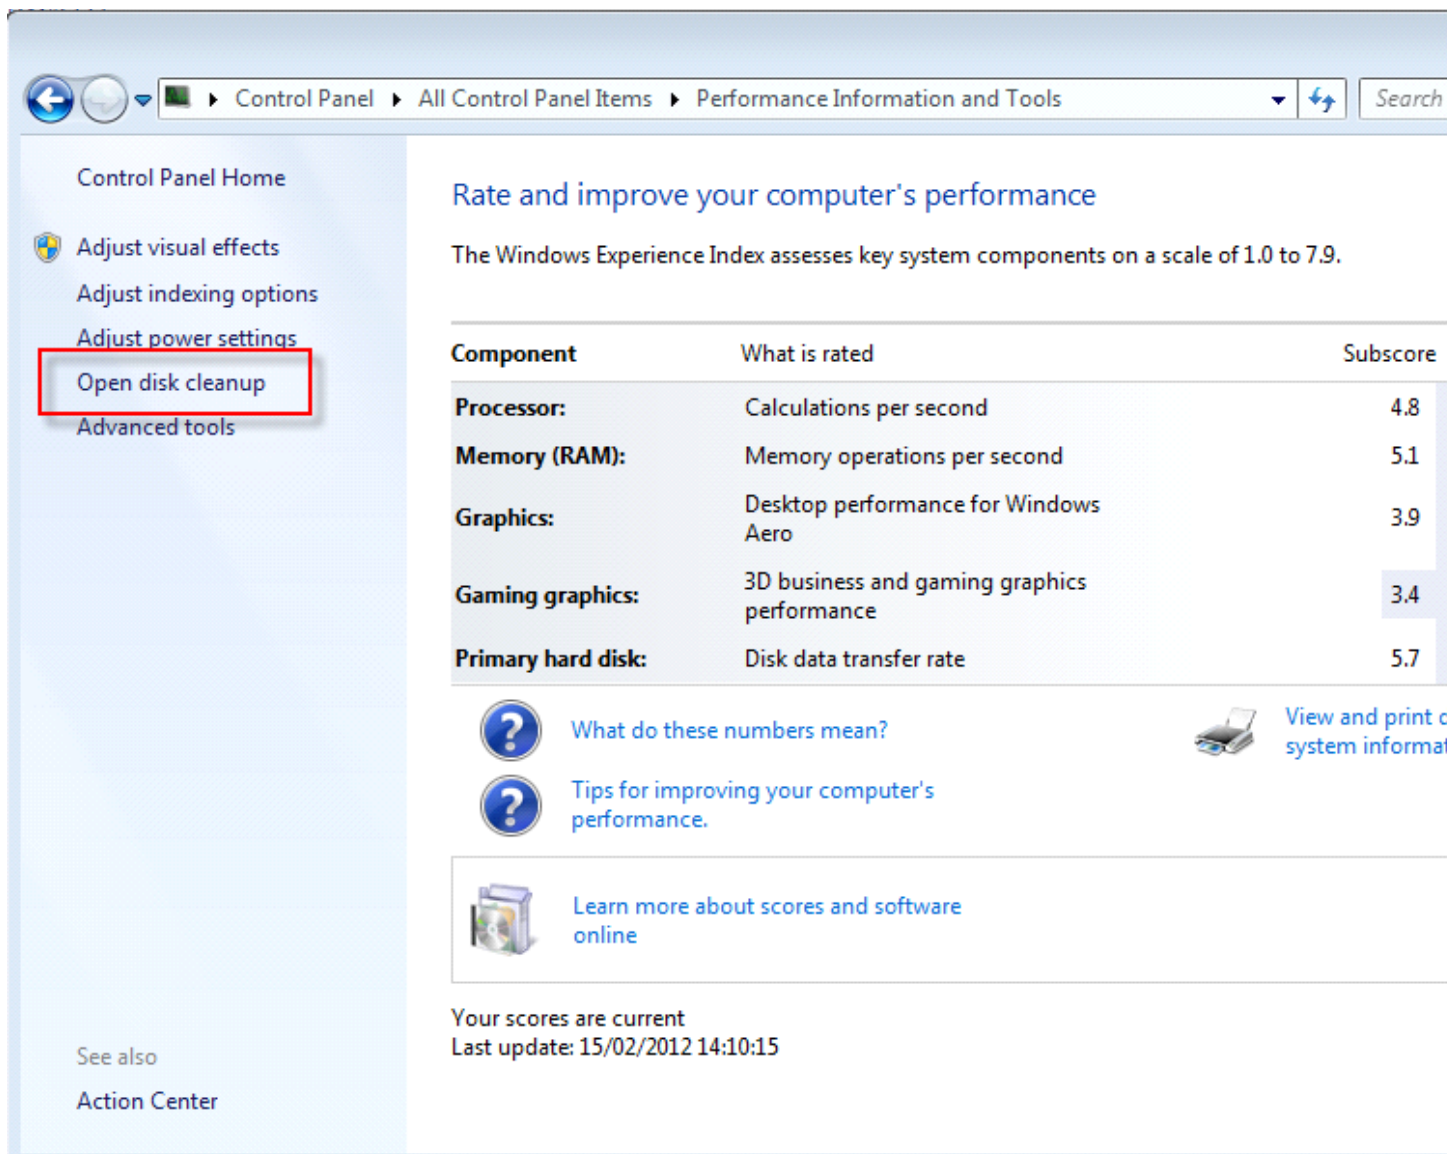 Control Panel ▸ All Control Panel Items ▸ Performance Information and Tools
Search
Control Panel Home
Adjust visual effects
Adjust indexing options
Adjust power settings
Open disk cleanup
Advanced tools
See also
Action Center
Rate and improve your computer's performance
The Windows Experience Index assesses key system components on a scale of 1.0 to 7.9.
Component What is rated Subscore
Processor: Calculations per second 4.8
Memory (RAM): Memory operations per second 5.1
Graphics: Desktop performance for Windows
Aero 3.9
Gaming graphics: 3D business and gaming graphics
performance 3.4
Primary hard disk: Disk data transfer rate 5.7
What do these numbers mean?
View and print
system
Tips for improving your computer's
performance.
Learn more about scores and software
online
Your scores are current
Last update: 15/02/2012 14:10:15